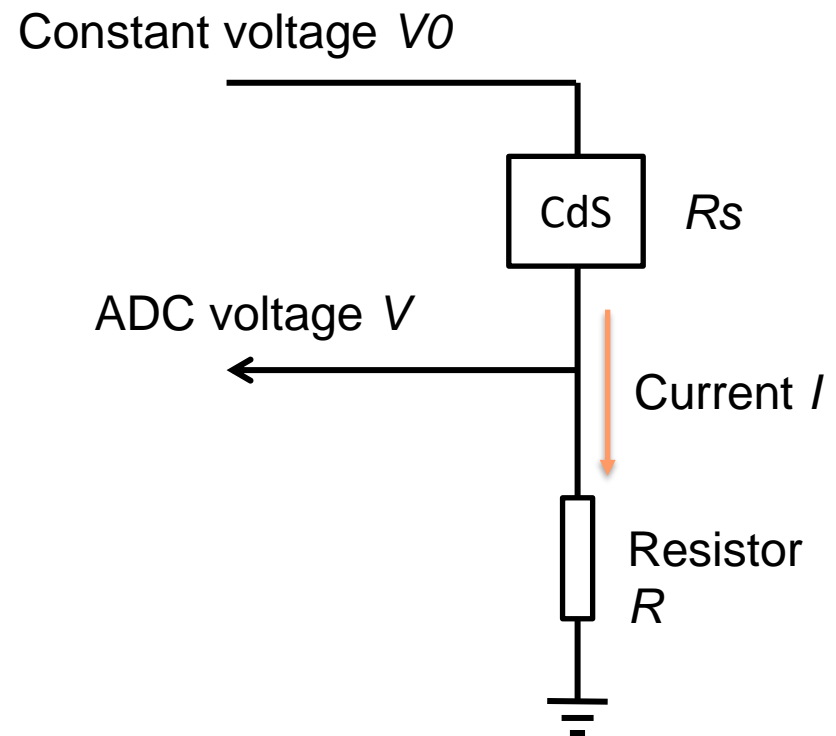 Constant voltage V0
CdS Rs
ADC voltage V
Current I
Resistor
R